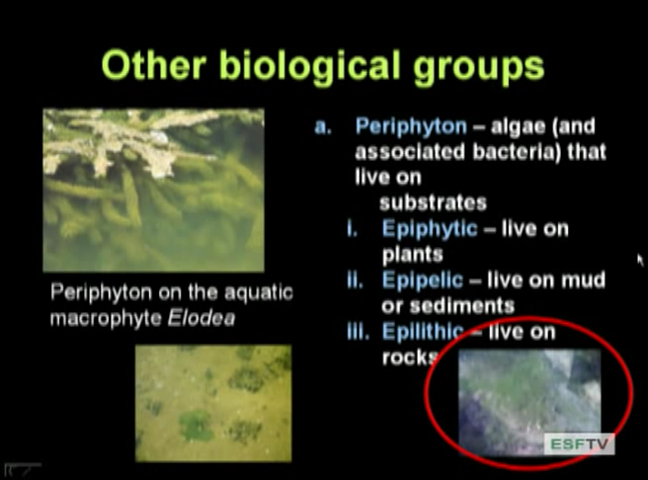 Other biological groups
a. Periphyton – algae (and
associated bacteria) that
live on
substrates
i. Epiphytic – live on
plants
ii. Epipelic – live on mud
or sediments
iii. Epilithic – live on
rocks
Periphyton on the aquatic
macrophyte Elodea
ESFTV